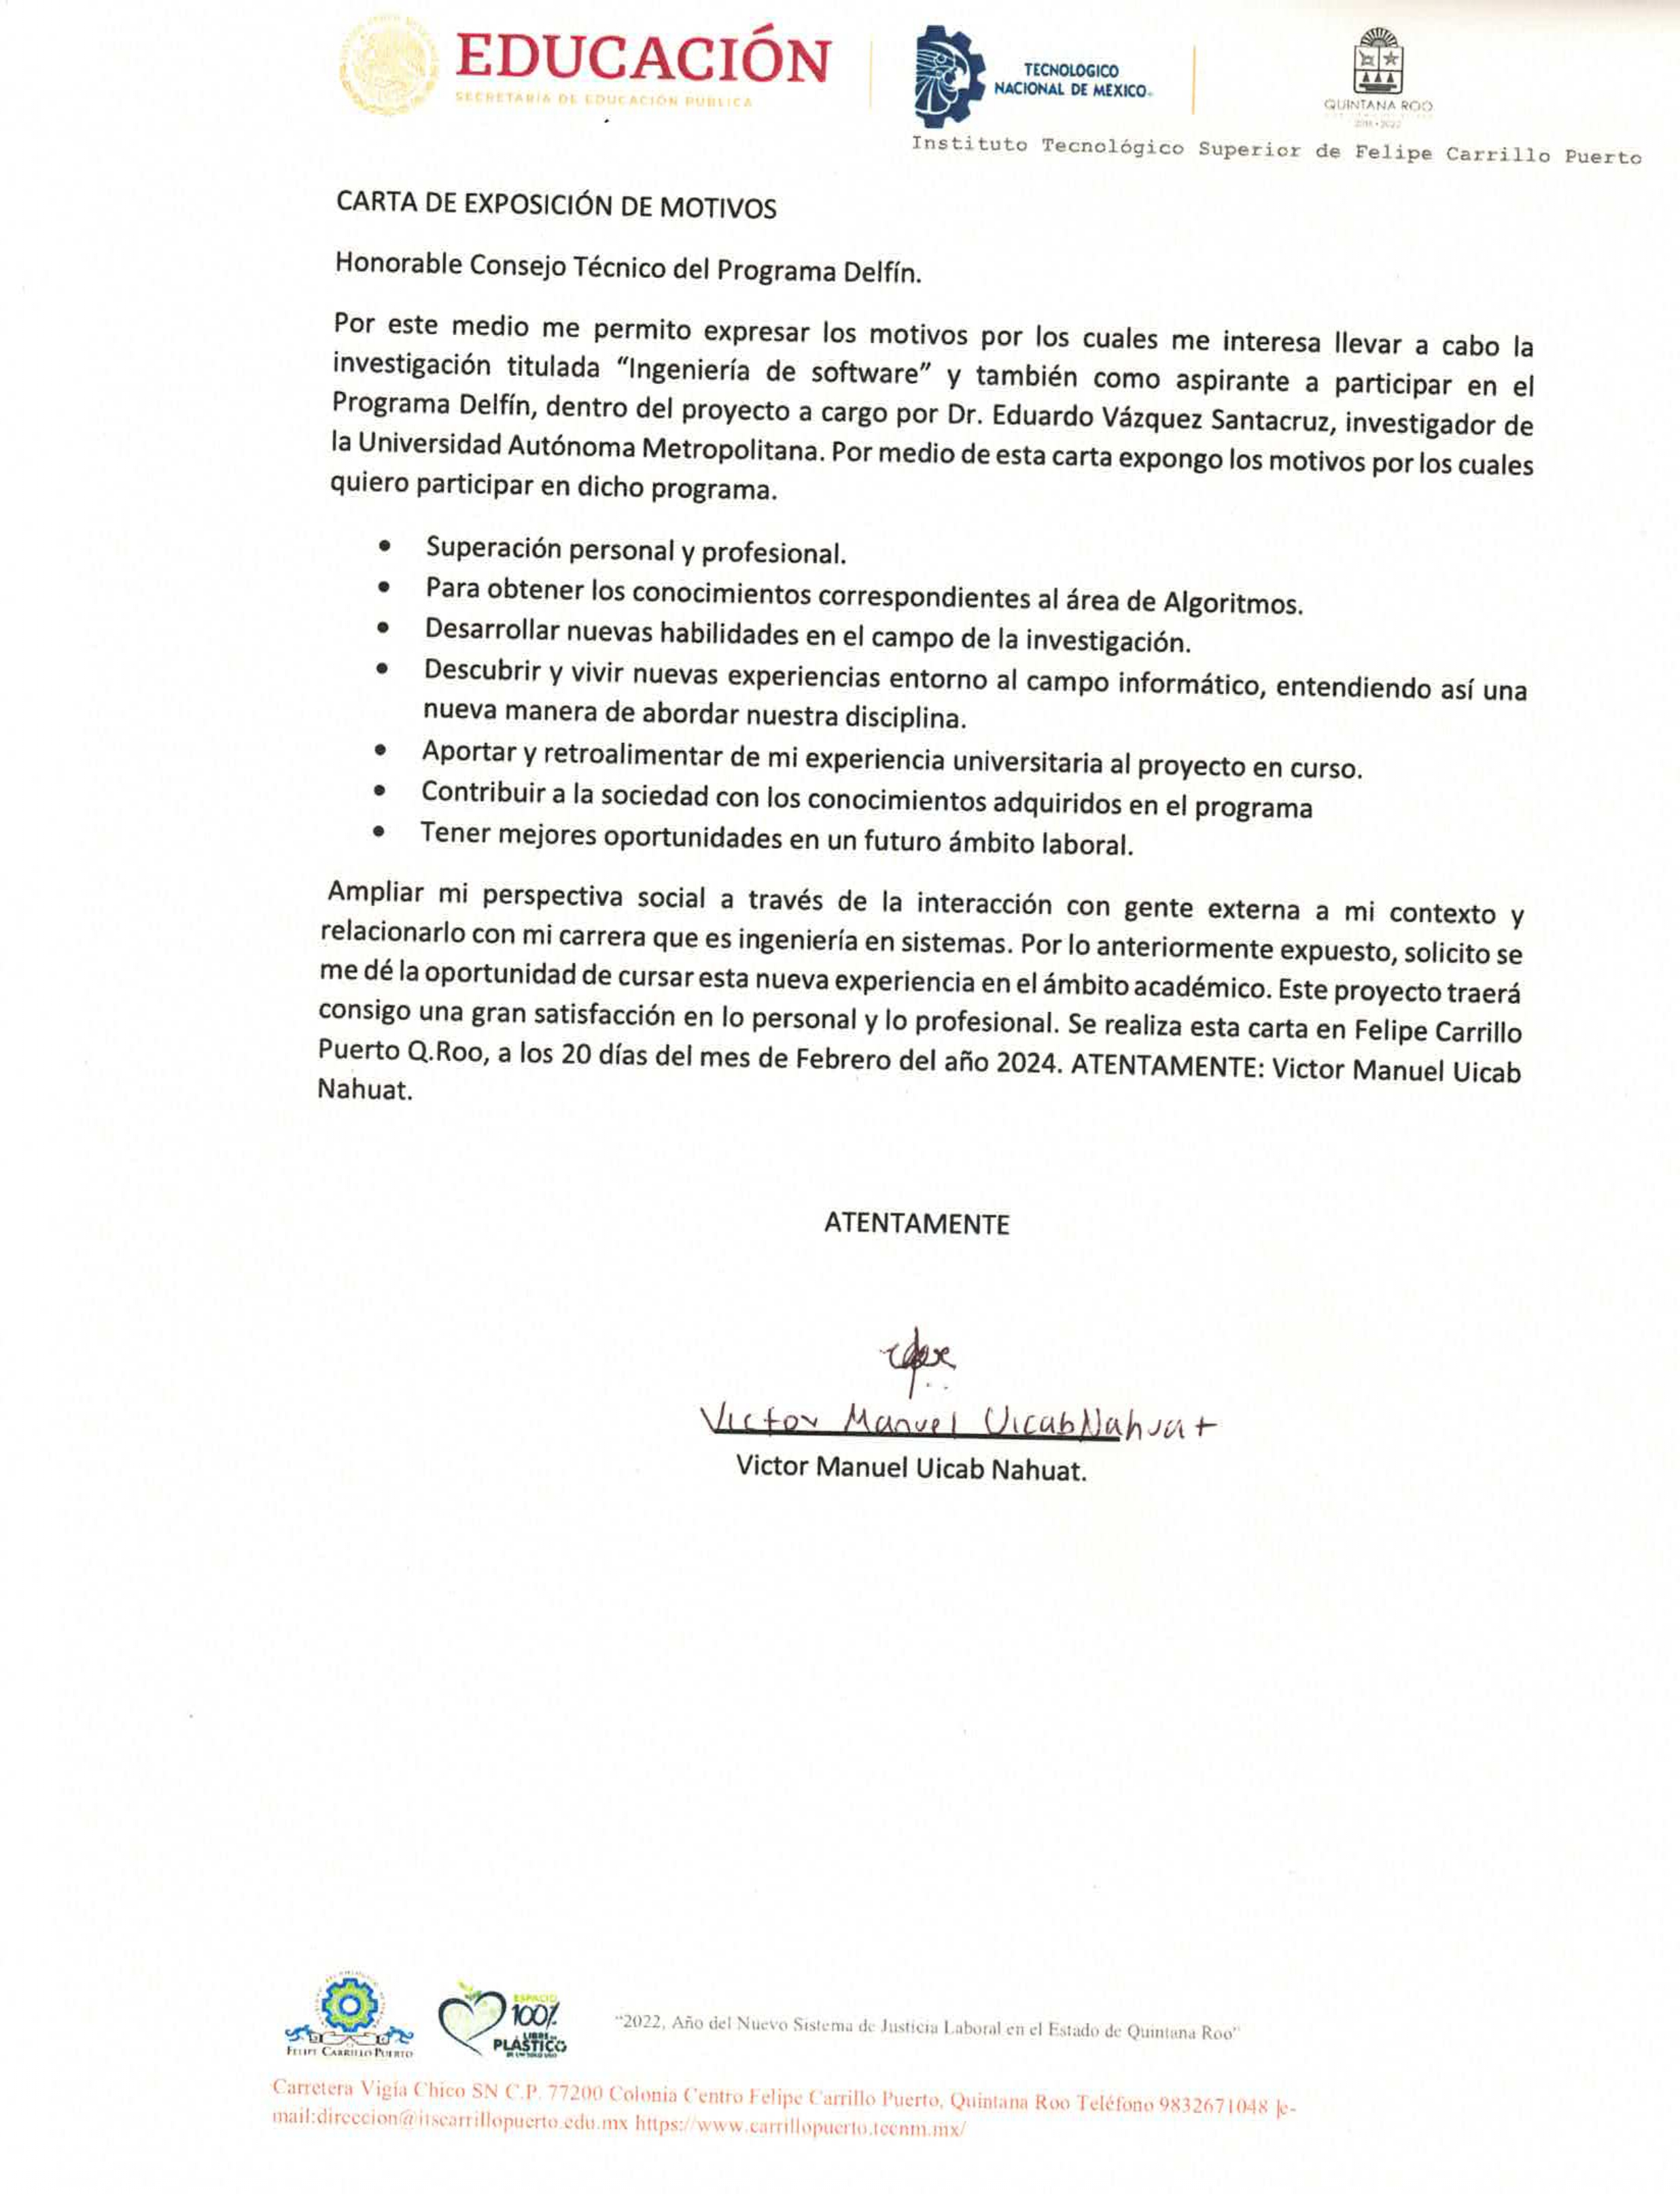 EDUCACIÓN
SECRETARÍA DE EDUCACIÓN PÚBLICA
TECNOLÓGICO
NACIONAL DE MÉXICO
QUINTANA ROO
Instituto Tecnológico Superior de Felipe Carrillo Puerto
CARTA DE EXPOSICIÓN DE MOTIVOS
Honorable Consejo Técnico del Programa Delfín.
Por este medio me permito expresar los motivos por los cuales me interesa llevar a cabo la
investigación titulada “Ingeniería de software” y también como aspirante a participar en el
Programa Delfín, dentro del proyecto a cargo por Dr. Eduardo Vázquez Santacruz, investigador de
la Universidad Autónoma Metropolitana. Por medio de esta carta expongo los motivos por los cuales
quiero participar en dicho programa.
• Superación personal y profesional.
• Para obtener los conocimientos correspondientes al área de Algoritmos.
• Desarrollar nuevas habilidades en el campo de la investigación.
• Descubrir y vivir nuevas experiencias entorno al campo informático, entendiendo así una
nueva manera de abordar nuestra disciplina.
• Aportar y retroalimentar de mi experiencia universitaria al proyecto en curso.
• Contribuir a la sociedad con los conocimientos adquiridos en el programa
• Tener mejores oportunidades en un futuro ámbito laboral.
Ampliar mi perspectiva social a través de la interacción con gente externa a mi contexto y
relacionarlo con mi carrera que es ingeniería en sistemas. Por lo anteriormente expuesto, solicito se
me dé la oportunidad de cursar esta nueva experiencia en el ámbito académico. Este proyecto traerá
consigo una gran satisfacción en lo personal y lo profesional. Se realiza esta carta en Felipe Carrillo
Puerto Q.Roo, a los 20 días del mes de Febrero del año 2024. ATENTAMENTE: Victor Manuel Uicab
Nahuat.
ATENTAMENTE
Victor Manuel Uicab Nahuat
Victor Manuel Uicab Nahuat.
FELIPE CARRILLO PUERTO
ESPACIO
100%
LIBRE DE
PLÁSTICO
DE UN SOLO USO
“2022, Año del Nuevo Sistema de Justicia Laboral en el Estado de Quintana Roo”
Carretera Vigía Chico SN C.P. 77200 Colonia Centro Felipe Carrillo Puerto, Quintana Roo Teléfono 9832671048 |e-
mail:direccion@itscarrillopuerto.edu.mx https://www.carrillopuerto.tecnm.mx/